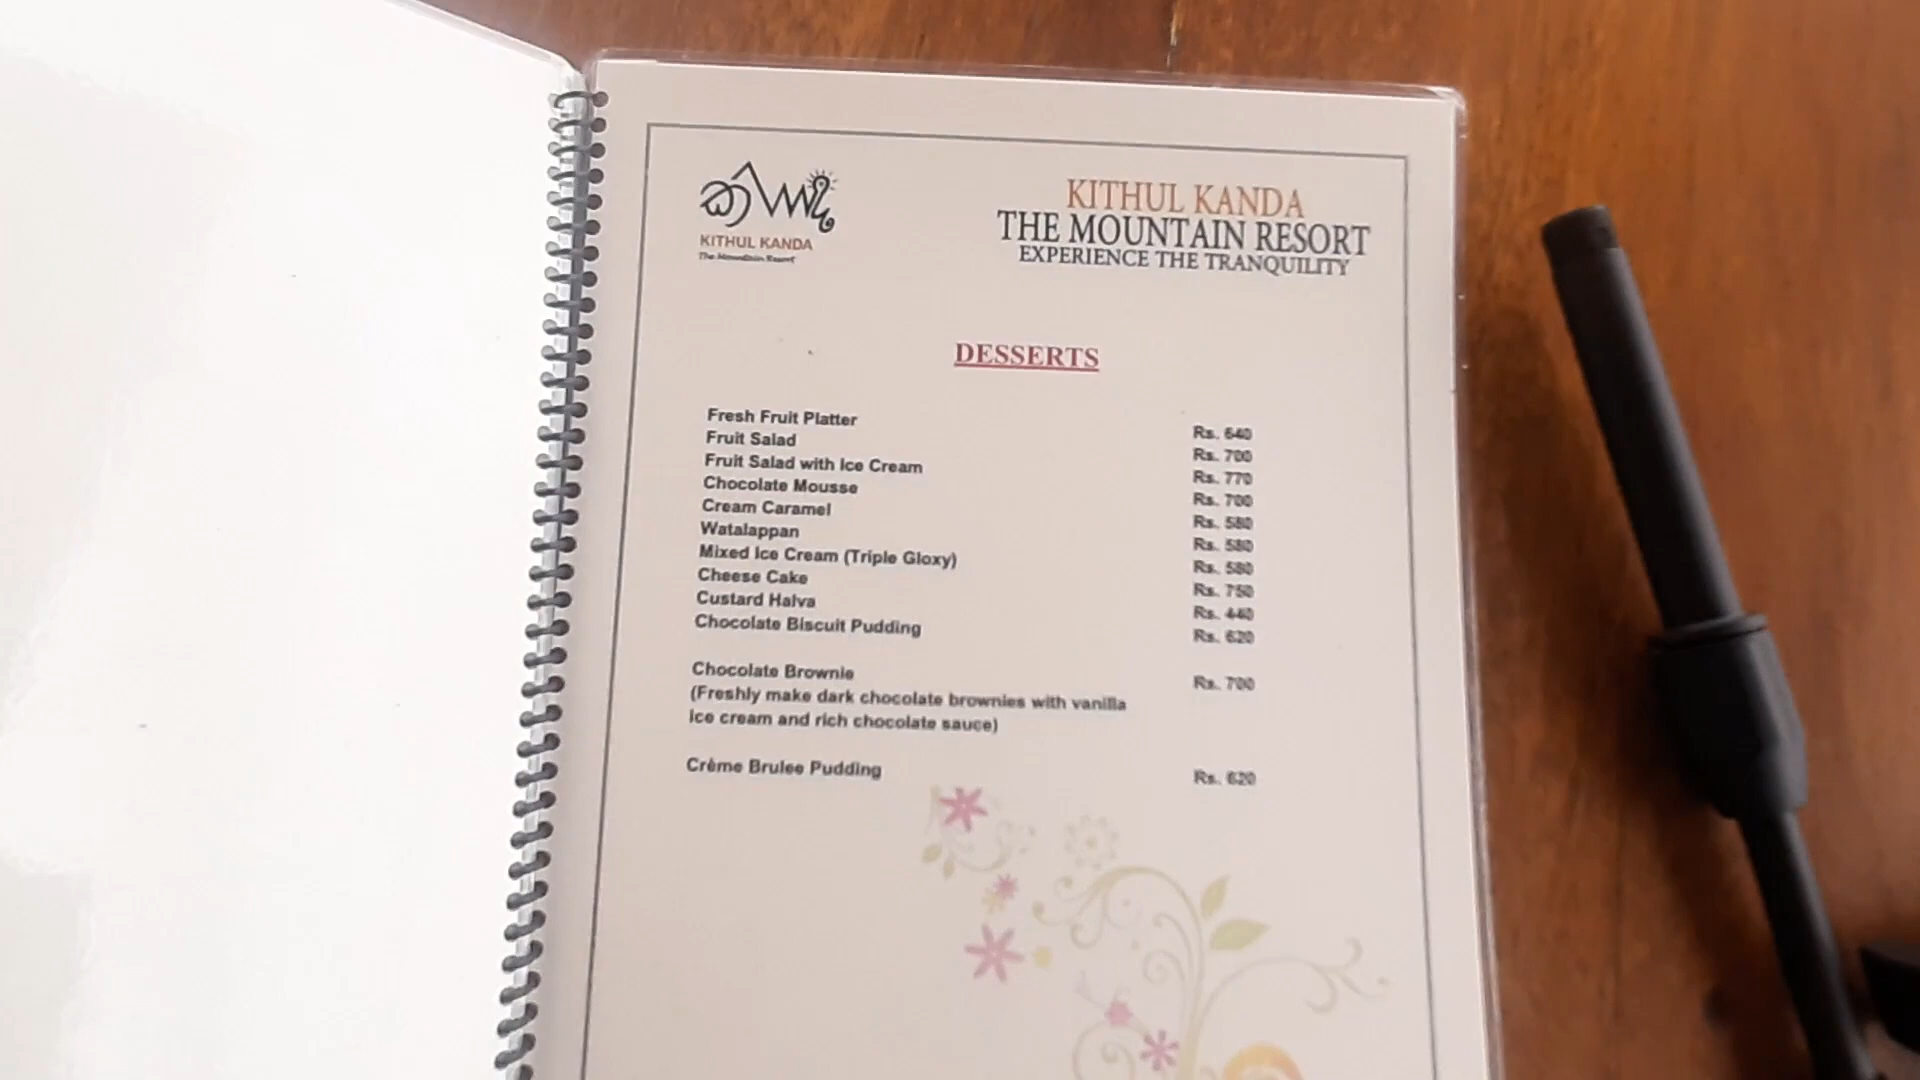 KITHUL KANDA
The Mountain Resort
KITHUL KANDA
THE MOUNTAIN RESORT
EXPERIENCE THE TRANQUILITY
DESSERTS
Fresh Fruit Platter Rs. 640
Fruit Salad Rs. 700
Fruit Salad with Ice Cream Rs. 770
Chocolate Mousse Rs. 700
Cream Caramel Rs. 580
Watalappan Rs. 580
Mixed Ice Cream (Triple Gloxy) Rs. 580
Cheese Cake Rs. 750
Custard Halva Rs. 440
Chocolate Biscuit Pudding Rs. 620
Chocolate Brownie Rs. 700
(Freshly make dark chocolate brownies with vanilla
Ice cream and rich chocolate sauce)
Crème Brulee Pudding Rs. 620